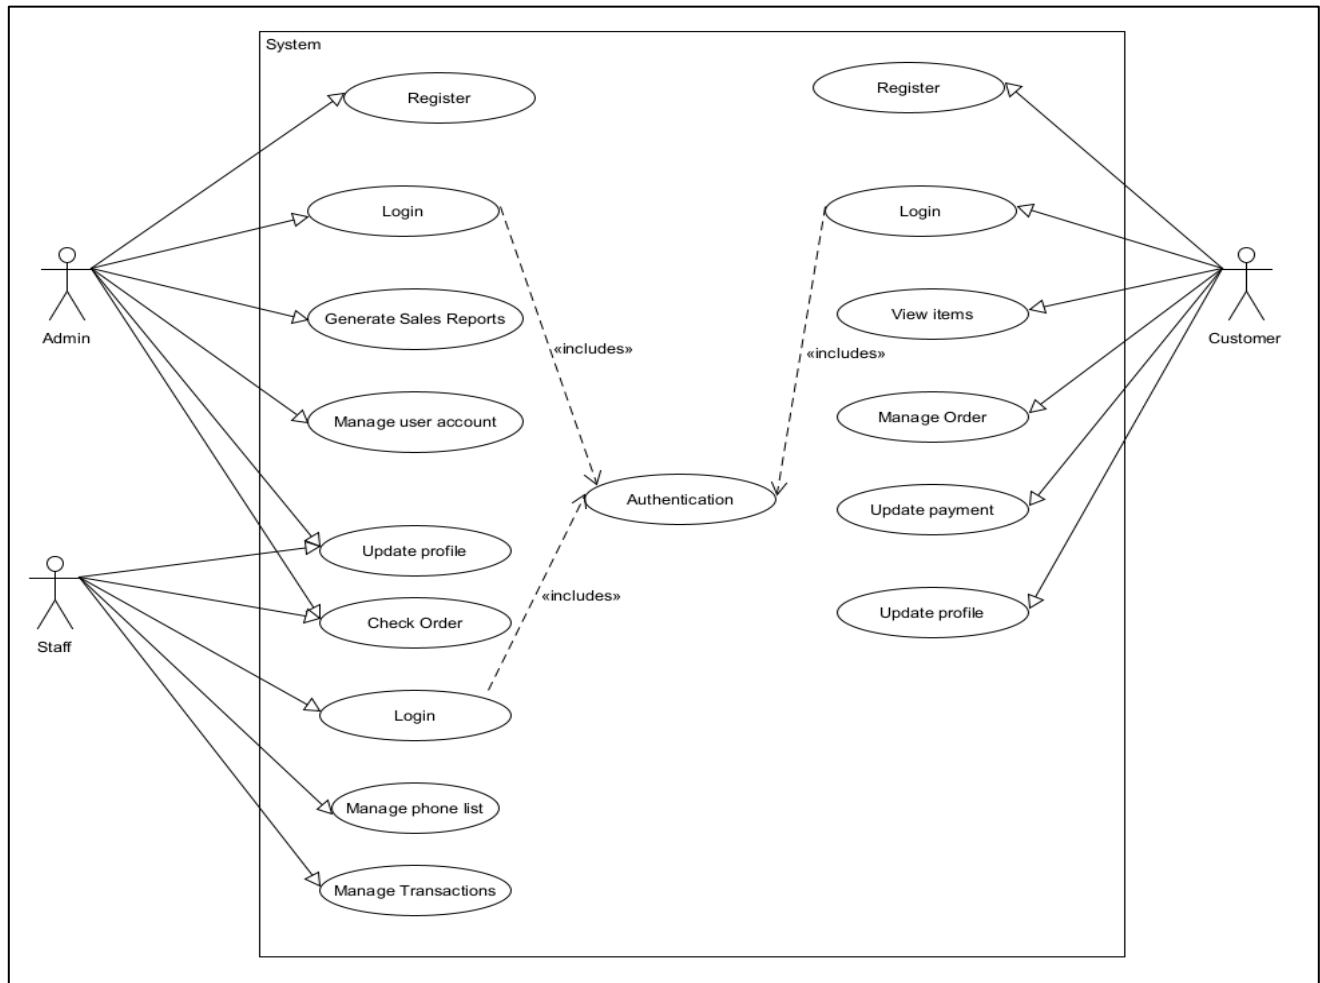 System
Register
Register
Login
Login
Generate Sales Reports
View items
Admin
Customer
«includes»
«includes»
Manage user account
Manage Order
Authentication
Update payment
Update profile
Staff
«includes»
Check Order
Update profile
Login
Manage phone list
Manage Transactions